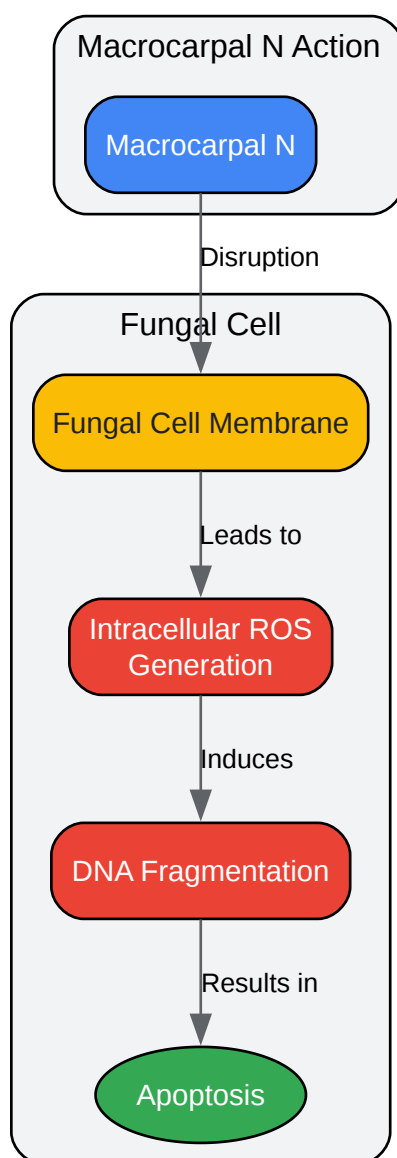 Macrocarpal N Action
Macrocarpal N
Disruption
Fungal Cell
Fungal Cell Membrane
Leads to
Intracellular ROS
Generation
Induces
DNA Fragmentation
Results in
Apoptosis